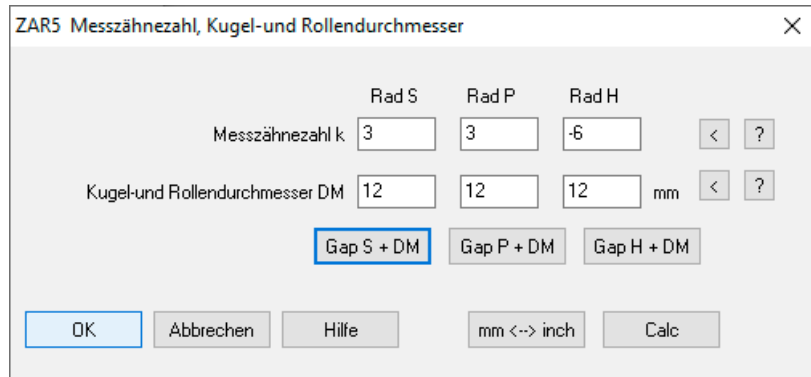 ZAR5 Messzähnezahl, Kugel-und Rollendurchmesser
Rad S Rad P Rad H
Messzähnezahl k 3 3 -6 < ?
Kugel-und Rollendurchmesser DM 12 12 12 mm < ?
Gap S + DM Gap P + DM Gap H + DM
OK Abbrechen Hilfe mm <--> inch Calc